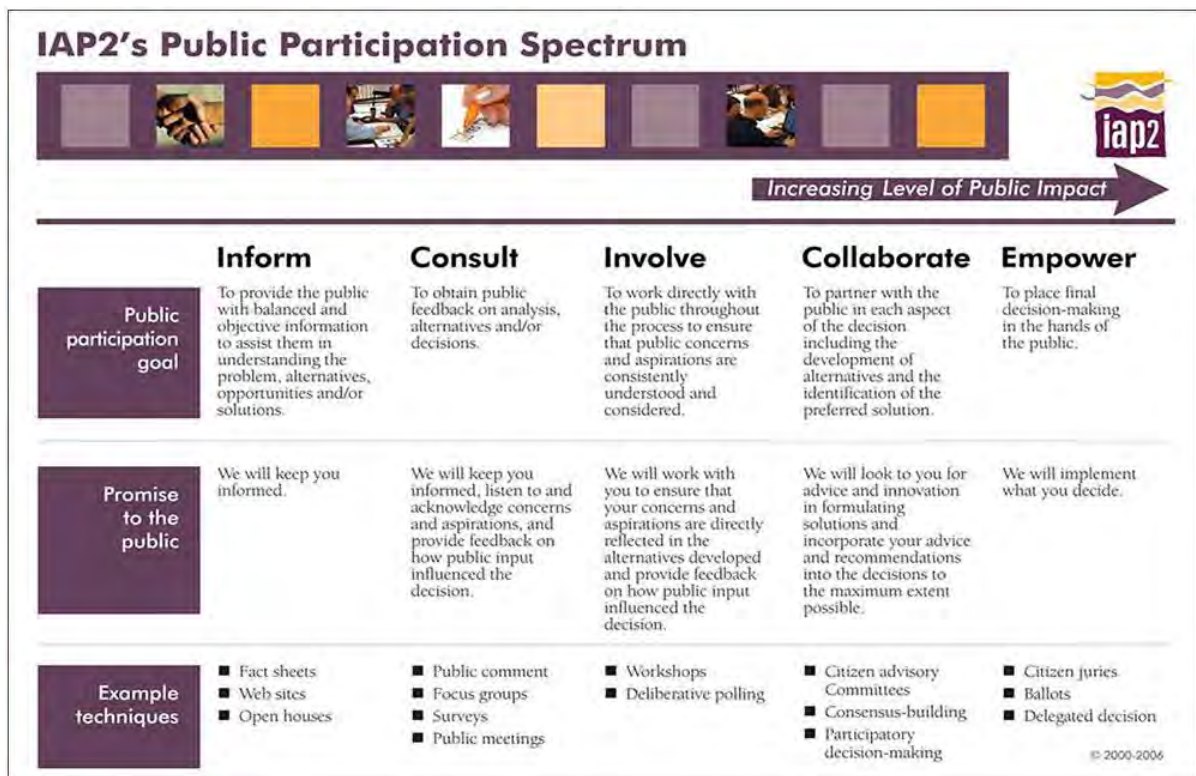 IAP2's Public Participation Spectrum
iap2
Increasing Level of Public Impact
Inform
Consult
Involve
Collaborate
Empower
Public
participation
goal
To provide the public
with balanced and
objective information
to assist them in
understanding the
problem, alternatives,
opportunities and/or
solutions.
To obtain public
feedback on analysis,
alternatives and/or
decisions.
To work directly with
the public throughout
the process to ensure
that public concerns
and aspirations are
consistently
understood and
considered.
To partner with the
public in each aspect
of the decision
including the
development of
alternatives and the
identification of the
preferred solution.
To place final
decision-making
in the hands of
the public.
Promise
to the
public
We will keep you
informed.
We will keep you
informed, listen to and
acknowledge concerns
and aspirations, and
provide feedback on
how public input
influenced the
decision.
We will work with
you to ensure that
your concerns and
aspirations are directly
reflected in the
alternatives developed
and provide feedback
on how public input
influenced the
decision.
We will look to you for
advice and innovation
in formulating
solutions and
incorporate your advice
and recommendations
into the decisions to
the maximum extent
possible.
We will implement
what you decide.
Example
techniques
■ Fact sheets
■ Web sites
■ Open houses
■ Public comment
■ Focus groups
■ Surveys
■ Public meetings
■ Workshops
■ Deliberative polling
■ Citizen advisory
Committees
■ Consensus-building
■ Participatory
decision-making
■ Citizen juries
■ Ballots
■ Delegated decision
© 2000-2006